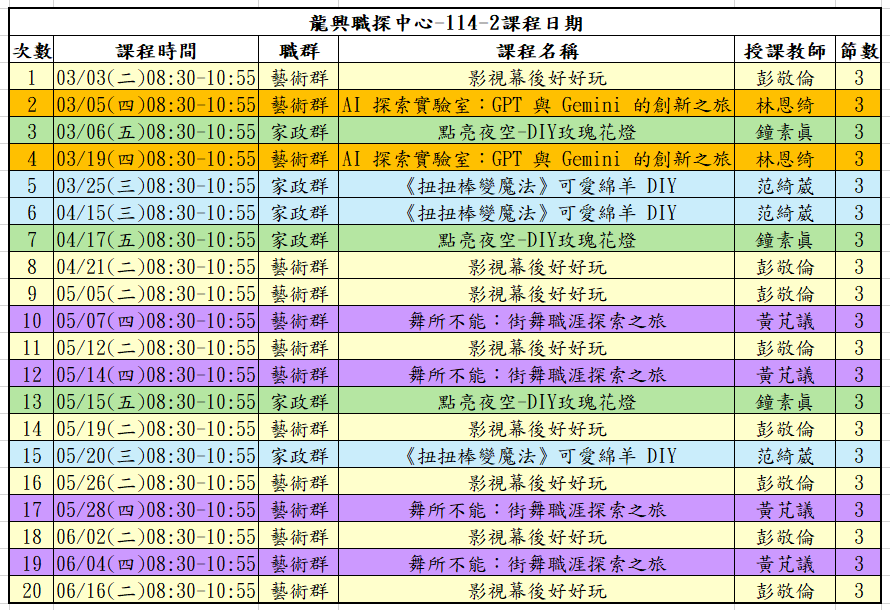 龍興職探中心-114-2課程日期
次數 課程時間 職群 課程名稱 授課教師 節數
1 03/03(二)08:30-10:55 藝術群 影視幕後好好玩 彭敬倫 3
2 03/05(四)08:30-10:55 藝術群 AI 探索實驗室：GPT 與 Gemini 的創新之旅 林恩綺 3
3 03/06(五)08:30-10:55 家政群 點亮夜空-DIY玫瑰花燈 鐘素真 3
4 03/19(四)08:30-10:55 藝術群 AI 探索實驗室：GPT 與 Gemini 的創新之旅 林恩綺 3
5 03/25(三)08:30-10:55 家政群 《扭扭棒變魔法》可愛綿羊 DIY 范綺葳 3
6 04/15(三)08:30-10:55 家政群 《扭扭棒變魔法》可愛綿羊 DIY 范綺葳 3
7 04/17(五)08:30-10:55 家政群 點亮夜空-DIY玫瑰花燈 鐘素真 3
8 04/21(二)08:30-10:55 藝術群 影視幕後好好玩 彭敬倫 3
9 05/05(二)08:30-10:55 藝術群 影視幕後好好玩 彭敬倫 3
10 05/07(四)08:30-10:55 藝術群 舞所不能：街舞職涯探索之旅 黃芃議 3
11 05/12(二)08:30-10:55 藝術群 影視幕後好好玩 彭敬倫 3
12 05/14(四)08:30-10:55 藝術群 舞所不能：街舞職涯探索之旅 黃芃議 3
13 05/15(五)08:30-10:55 家政群 點亮夜空-DIY玫瑰花燈 鐘素真 3
14 05/19(二)08:30-10:55 藝術群 影視幕後好好玩 彭敬倫 3
15 05/20(三)08:30-10:55 家政群 《扭扭棒變魔法》可愛綿羊 DIY 范綺葳 3
16 05/26(二)08:30-10:55 藝術群 影視幕後好好玩 彭敬倫 3
17 05/28(四)08:30-10:55 藝術群 舞所不能：街舞職涯探索之旅 黃芃議 3
18 06/02(二)08:30-10:55 藝術群 影視幕後好好玩 彭敬倫 3
19 06/04(四)08:30-10:55 藝術群 舞所不能：街舞職涯探索之旅 黃芃議 3
20 06/16(二)08:30-10:55 藝術群 影視幕後好好玩 彭敬倫 3